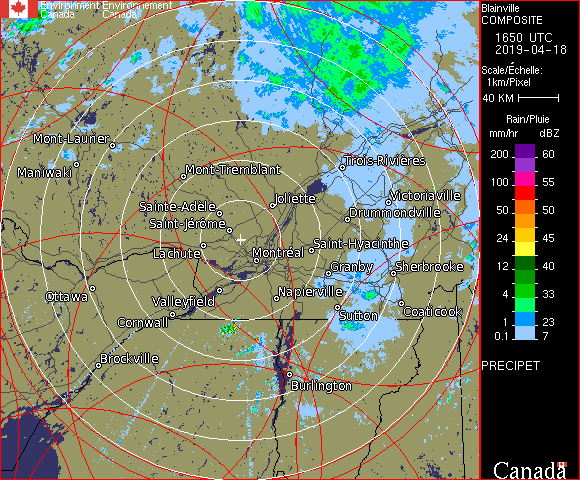 Environment Environnement
Canada Canada
Blainville
COMPOSITE
1650 UTC
2019-04-18
Scale/Échelle:
1km/Pixel
40 KM
Rain/Pluie
mm/hr dBZ
200 60
100 55
50 50
24 45
12 40
4 33
1 23
0.1 7
PRECIPET
Canada
Mont-Laurier
Maniwaki
Mont-Tremblant
Trois-Rivières
Sainte-Adèle
Joliette
Victoriaville
Saint-Jérôme
Drummondville
Lachute
Montréal
Saint-Hyacinthe
Granby
Sherbrooke
Ottawa
Valleyfield
Napierville
Cornwall
Sutton
Coaticook
Brockville
Burlington